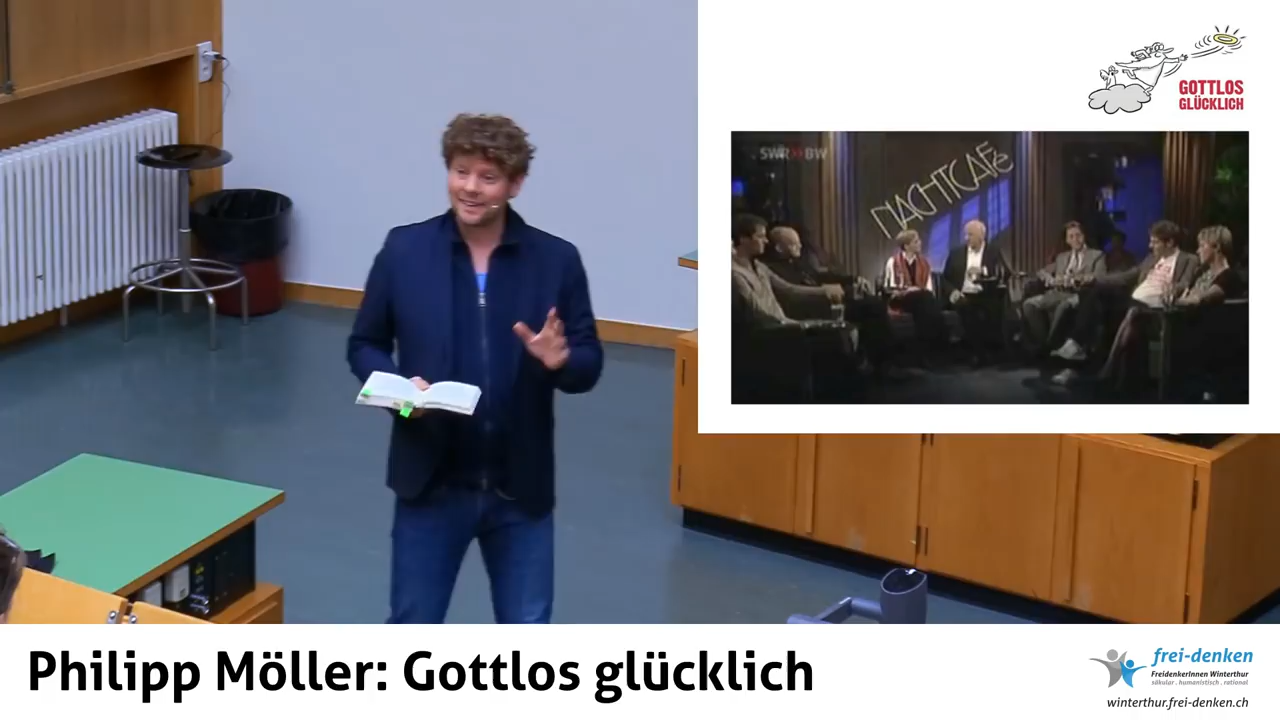 GOTTLOS
GLÜCKLICH
SWR>>BW
NACHTCAFé
Philipp Möller: Gottlos glücklich
frei-denken
FreidenkerInnen Winterthur
säkular . humanistisch . rational
winterthur.frei-denken.ch